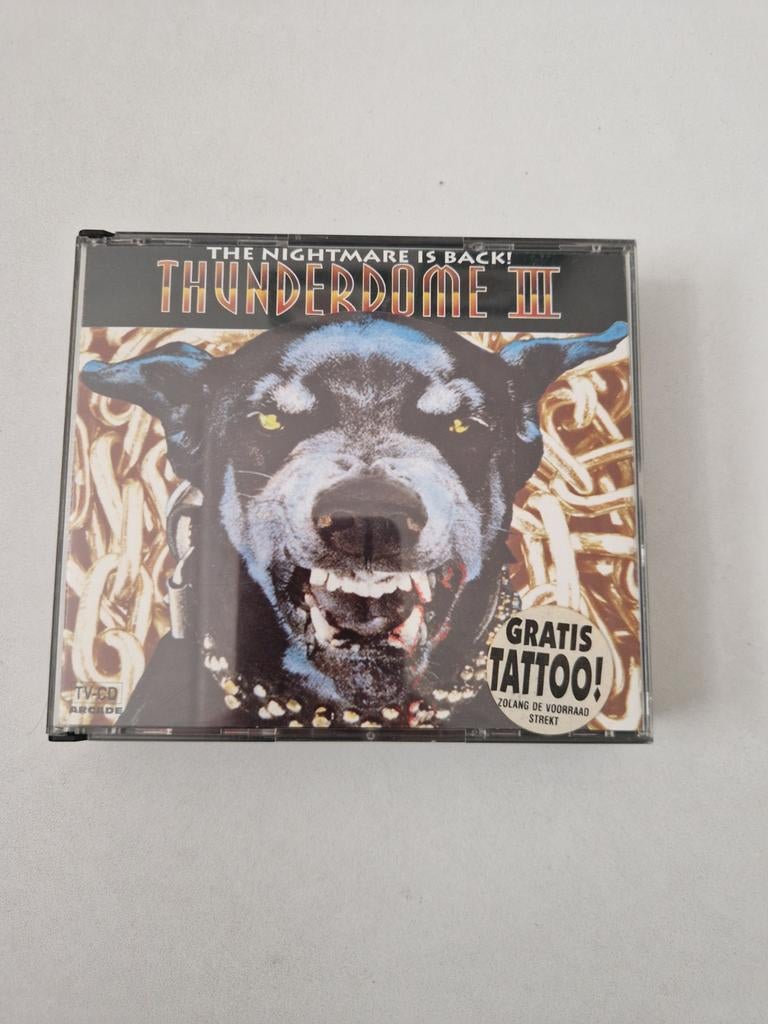 THE NIGHTMARE IS BACK!
THUNDERDOME III
GRATIS
TATTOO!
ZOLANG DE VOORRAAD
STREKT
TV-CD
ARCADE